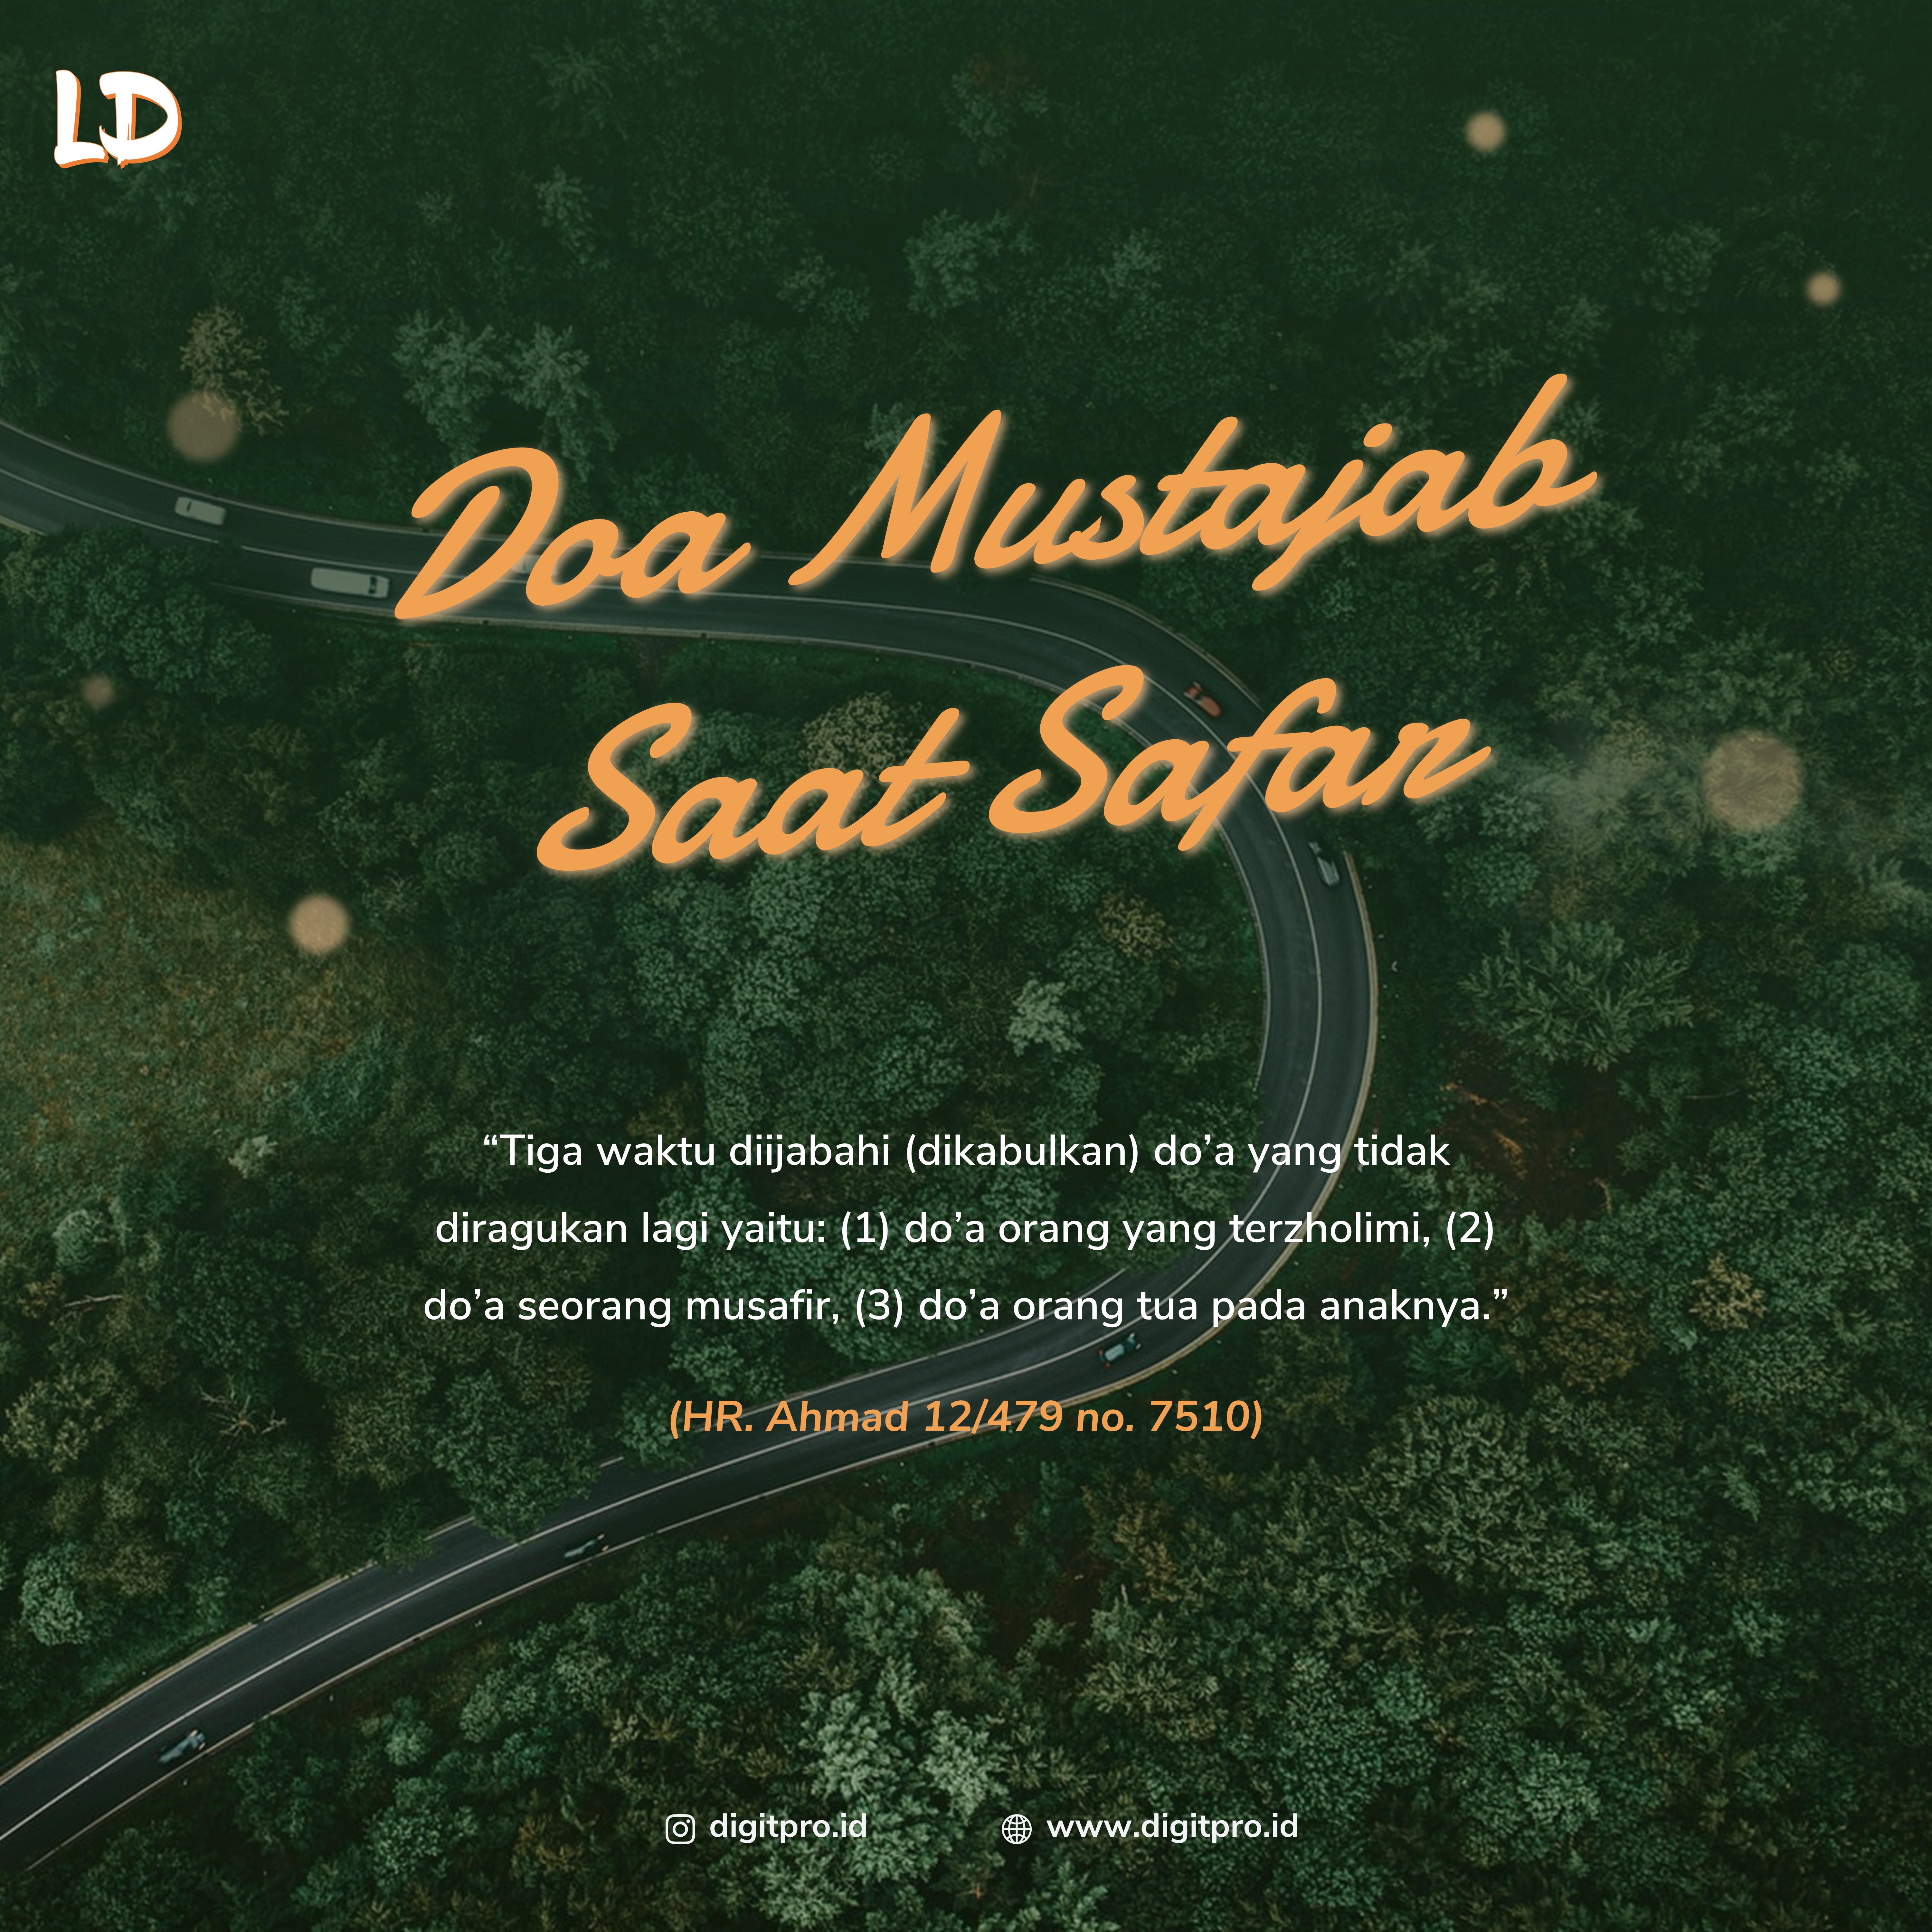 LD
Doa Mustajab
Saat Safar
“Tiga waktu diijabahi (dikabulkan) do’a yang tidak
diragukan lagi yaitu: (1) do’a orang yang terzholimi, (2)
do’a seorang musafir, (3) do’a orang tua pada anaknya.”
(HR. Ahmad 12/479 no. 7510)
digitpro.id
www.digitpro.id